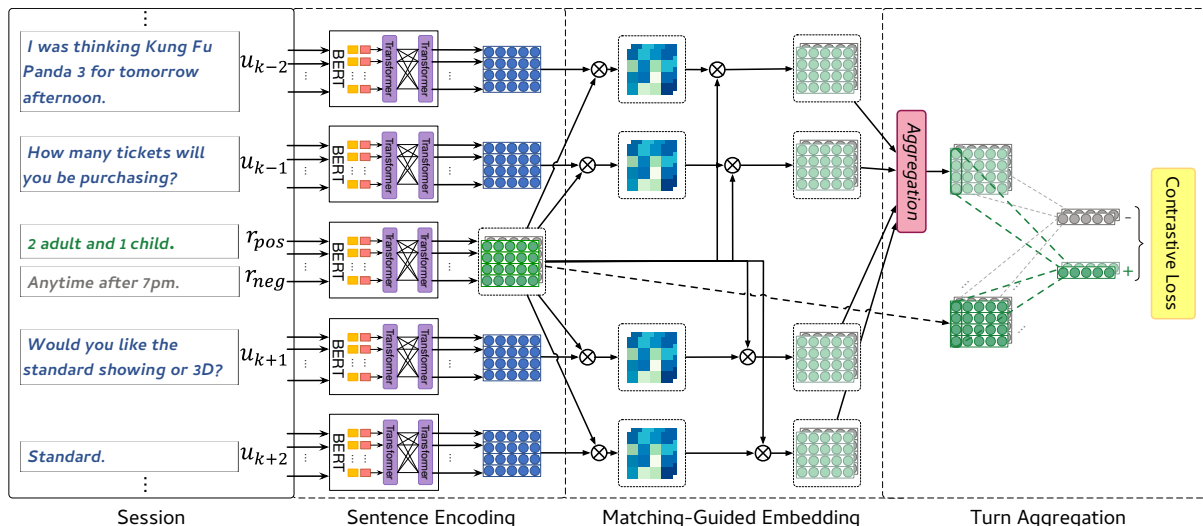 ⋮
I was thinking Kung Fu
Panda 3 for tomorrow
afternoon.
u_{k−2}
BERT
Transformer
Transformer
How many tickets will
you be purchasing?
u_{k−1}
BERT
Transformer
Transformer
2 adult and 1 child.
r_{pos}
Anytime after 7pm.
r_{neg}
BERT
Transformer
Transformer
Would you like the
standard showing or 3D?
u_{k+1}
BERT
Transformer
Transformer
Standard.
u_{k+2}
BERT
Transformer
Transformer
⋮
Aggregation
−
+
Contrastive Loss
Session
Sentence Encoding
Matching-Guided Embedding
Turn Aggregation